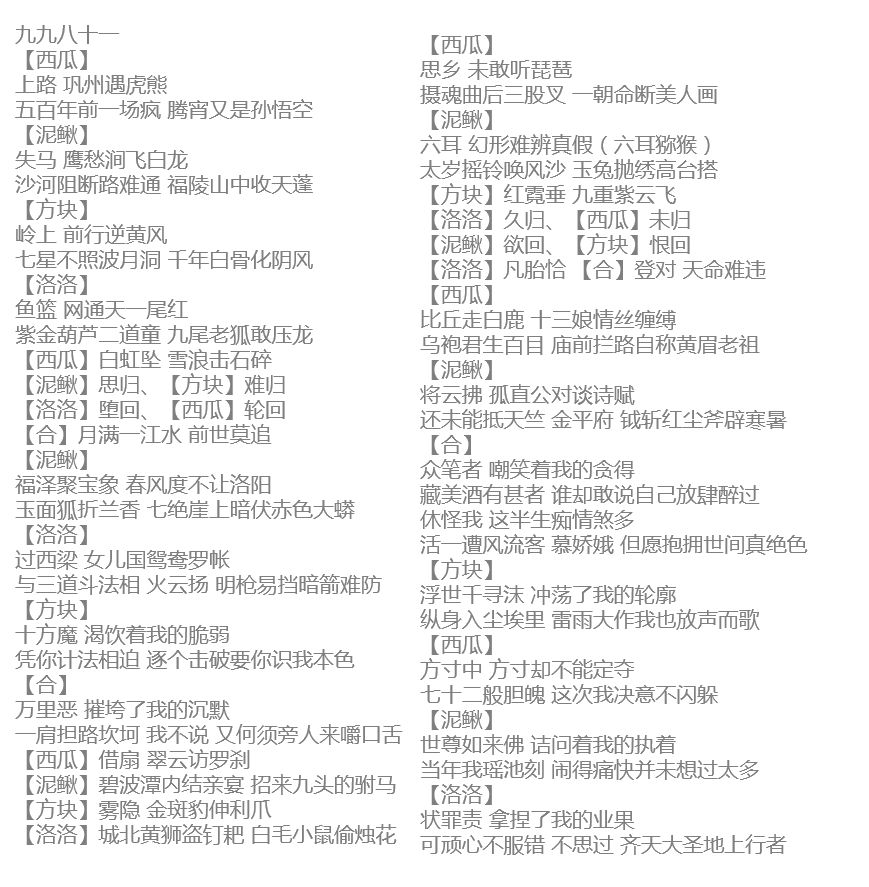 九九八十一
【西瓜】
上路 巩州遇虎熊
五百年前一场疯 腾宵又是孙悟空
【泥鳅】
失马 鹰愁涧飞白龙
沙河阻断路难通 福陵山中收天蓬
【方块】
岭上 前行逆黄风
七星不照波月洞 千年白骨化阴风
【洛洛】
鱼篮 网通天一尾红
紫金葫芦二道童 九尾老狐敢压龙
【西瓜】白虹坠 雪浪击石碎
【泥鳅】思归、【方块】难归
【洛洛】堕回、【西瓜】轮回
【合】月满一江水 前世莫追
【泥鳅】
福泽聚宝象 春风度不让洛阳
玉面狐折兰香 七绝崖上暗伏赤色大蟒
【洛洛】
过西梁 女儿国鸳鸯罗帐
与三道斗法相 火云扬 明枪易挡暗箭难防
【方块】
十方魔 渴饮着我的脆弱
凭你计法相迫 逐个击破要你识我本色
【合】
万里恶 摧垮了我的沉默
一肩担路坎坷 我不说 又何须旁人来嚼口舌
【西瓜】借扇 翠云访罗刹
【泥鳅】碧波潭内结亲宴 招来九头的驸马
【方块】雾隐 金斑豹伸利爪
【洛洛】城北黄狮盗钉耙 白毛小鼠偷烛花
【西瓜】
思乡 未敢听琵琶
摄魂曲后三股叉 一朝命断美人画
【泥鳅】
六耳 幻形难辨真假（六耳猕猴）
太岁摇铃唤风沙 玉兔抛绣高台搭
【方块】红霓垂 九重紫云飞
【洛洛】久归、【西瓜】未归
【泥鳅】欲回、【方块】恨回
【洛洛】凡胎恰 【合】登对 天命难违
【西瓜】
比丘走白鹿 十三娘情丝缠缚
乌袍君生百目 庙前拦路自称黄眉老祖
【泥鳅】
将云拂 孤直公对谈诗赋
还未能抵天竺 金平府 钺斩红尘斧辟寒暑
【合】
众笔者 嘲笑着我的贪得
藏美酒有甚者 谁却敢说自己放肆醉过
休怪我 这半生痴情煞多
活一遭风流客 慕娇娥 但愿抱拥世间真绝色
【方块】
浮世千寻沫 冲荡了我的轮廓
纵身入尘埃里 雷雨大作我也放声而歌
【西瓜】
方寸中 方寸却不能定夺
七十二般胆魄 这次我决意不闪躲
【泥鳅】
世尊如来佛 诘问着我的执着
当年我瑶池刻 闹得痛快并未想过太多
【洛洛】
状罪责 拿捏了我的业果
可顽心不服错 不思过 齐天大圣地上行者